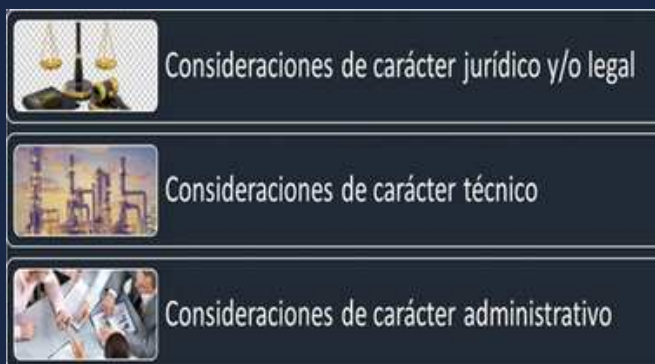 Consideraciones de carácter jurídico y/o legal
Consideraciones de carácter técnico
Consideraciones de carácter administrativo